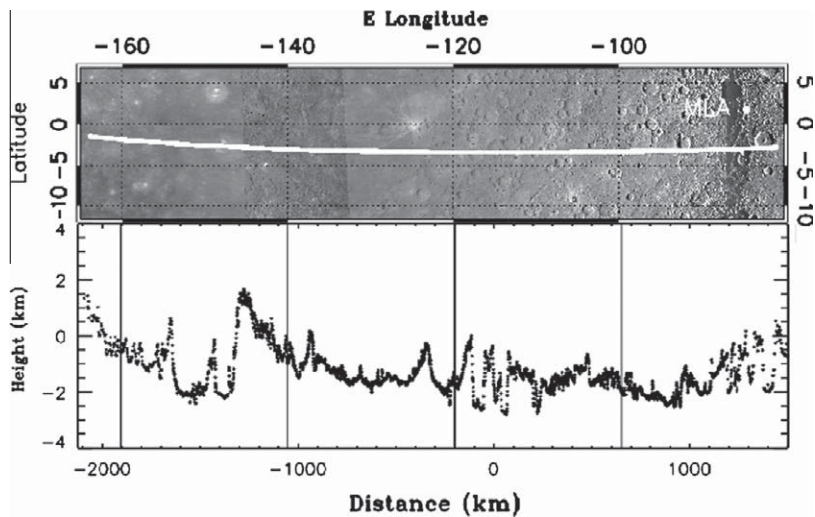 E Longitude
−160 −140 −120 −100
5 5
MLA
Latitude
0 0
−5 −5
−10 −10
4
2
Height (km)
0
−2
−4
−2000 −1000 0 1000
Distance (km)